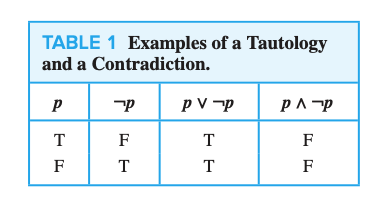 TABLE 1 Examples of a Tautology
and a Contradiction.
p ¬p p ∨ ¬p p ∧ ¬p
T F T F
F T T F